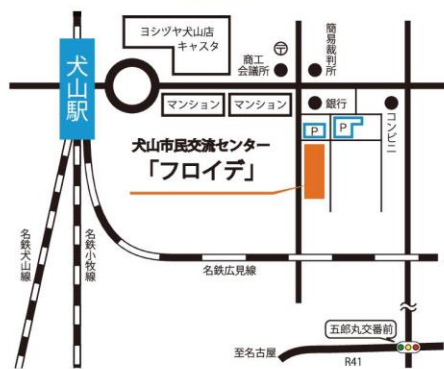 ヨシヅヤ犬山店
キャスタ
〒
商工
会議所
簡易裁判所
犬山駅
マンション
マンション
銀行
コンビニ
P
P
犬山市民交流センター
「フロイデ」
名鉄犬山線
名鉄小牧線
名鉄広見線
五郎丸交番前
至名古屋
R41